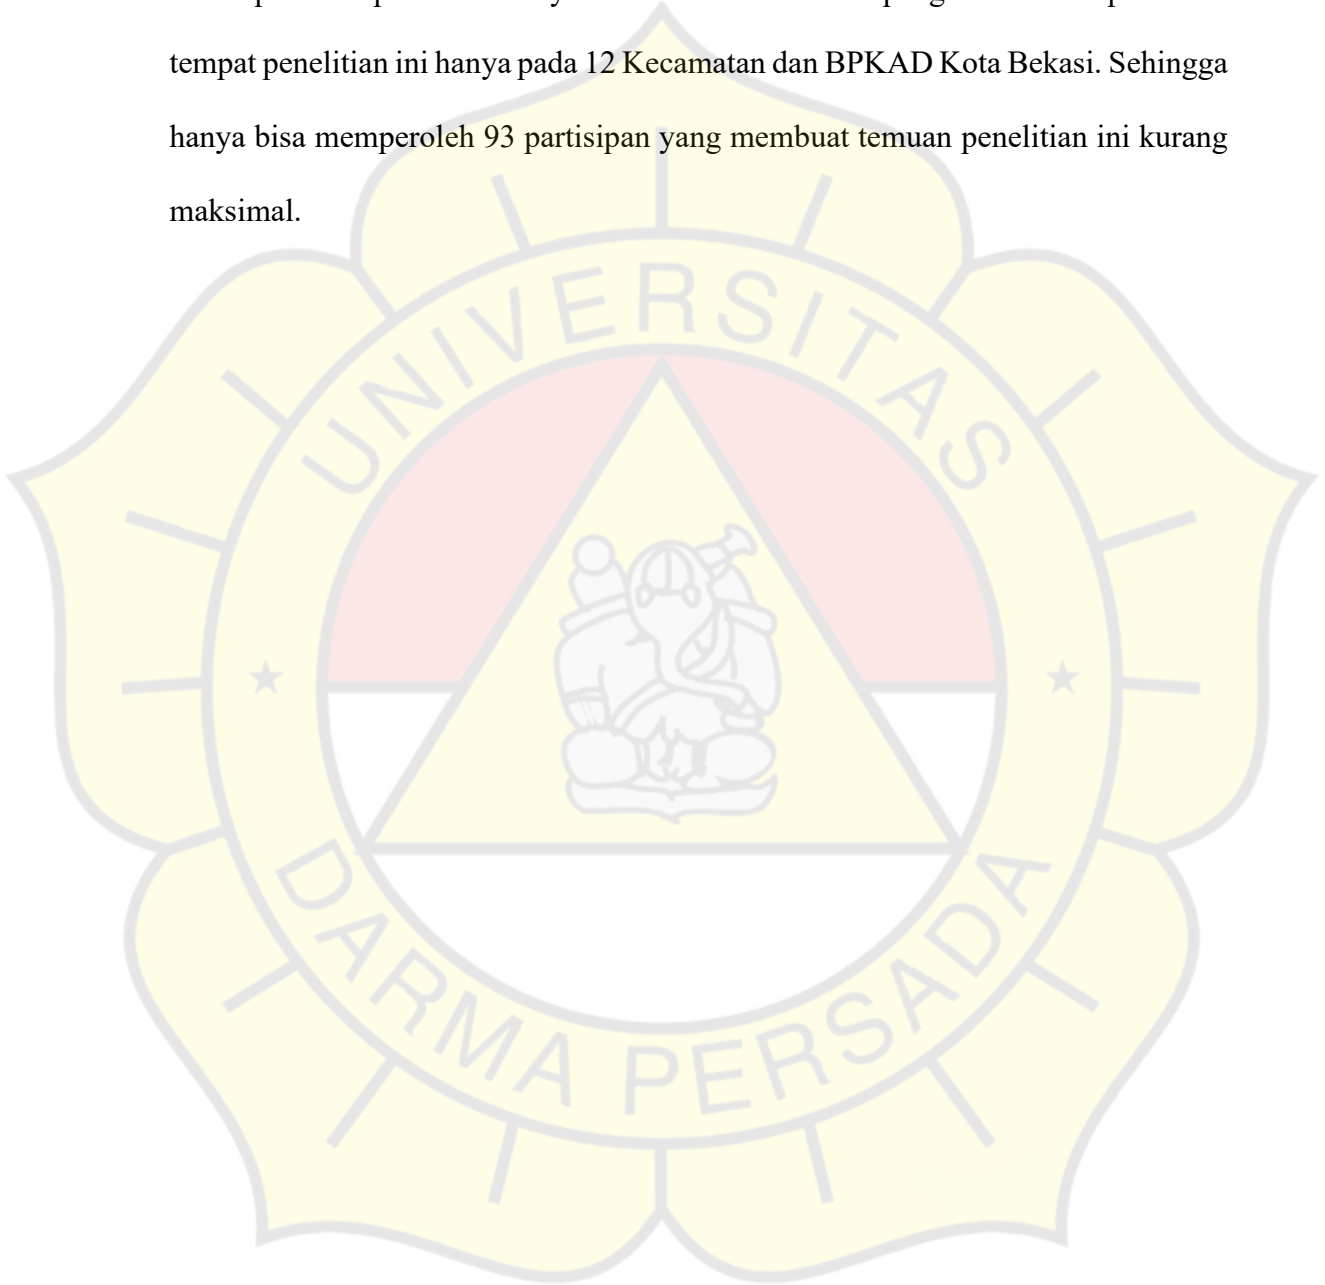 tempat penelitian ini hanya pada 12 Kecamatan dan BPKAD Kota Bekasi. Sehingga
hanya bisa memperoleh 93 partisipan yang membuat temuan penelitian ini kurang
maksimal.
UNIVERSITAS
DARMA PERSADA